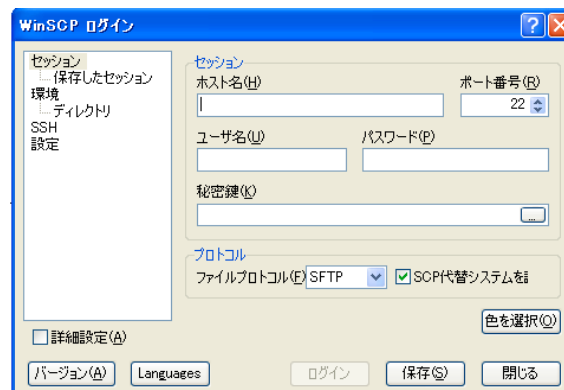 WinSCP ログイン
セッション
保存したセッション
環境
ディレクトリ
SSH
設定
セッション
ホスト名(H)
ポート番号(R)
22
ユーザ名(U)
パスワード(P)
秘密鍵(K)
...
プロトコル
ファイルプロトコル(F) SFTP
SCP代替システムを
詳細設定(A)
色を選択(O)
バージョン(A) Languages ログイン 保存(S) 閉じる